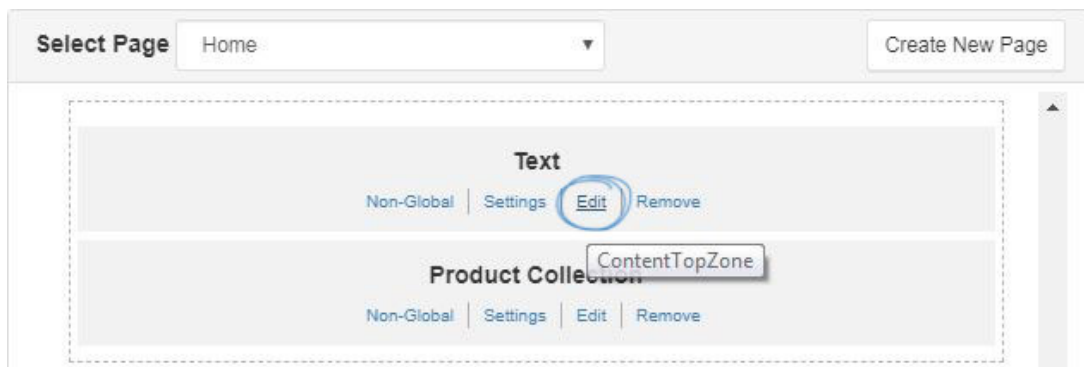 Select Page Home Create New Page
Text
Non-Global Settings Edit Remove
ContentTopZone
Product Collection
Non-Global Settings Edit Remove